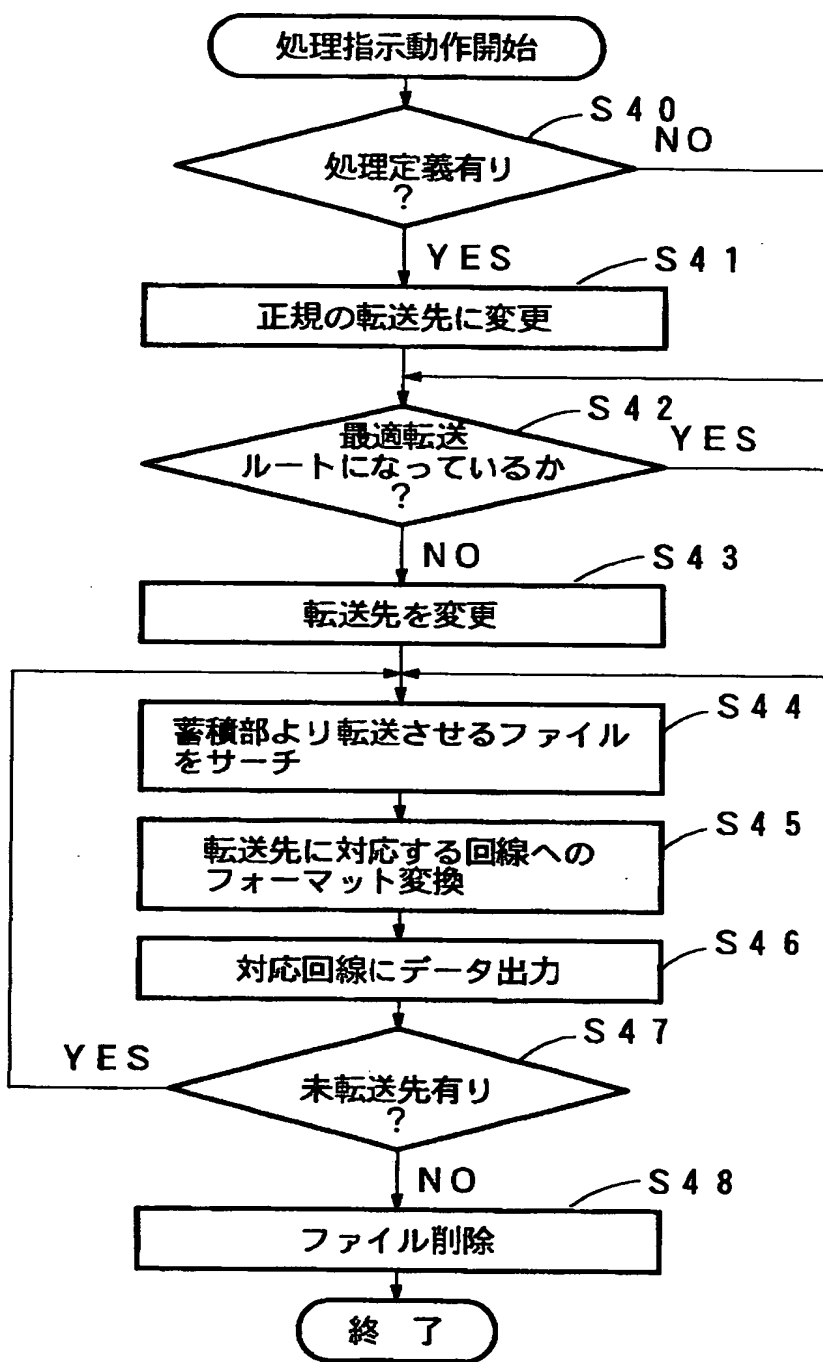 処理指示動作開始
S40
NO
処理定義有り
?
YES
S41
正規の転送先に変更
S42
最適転送
YES
ルートになっているか
?
NO
S43
転送先を変更
S44
蓄積部より転送させるファイル
をサーチ
S45
転送先に対応する回線への
フォーマット変換
S46
対応回線にデータ出力
S47
YES
未転送先有り
?
NO
S48
ファイル削除
終 了